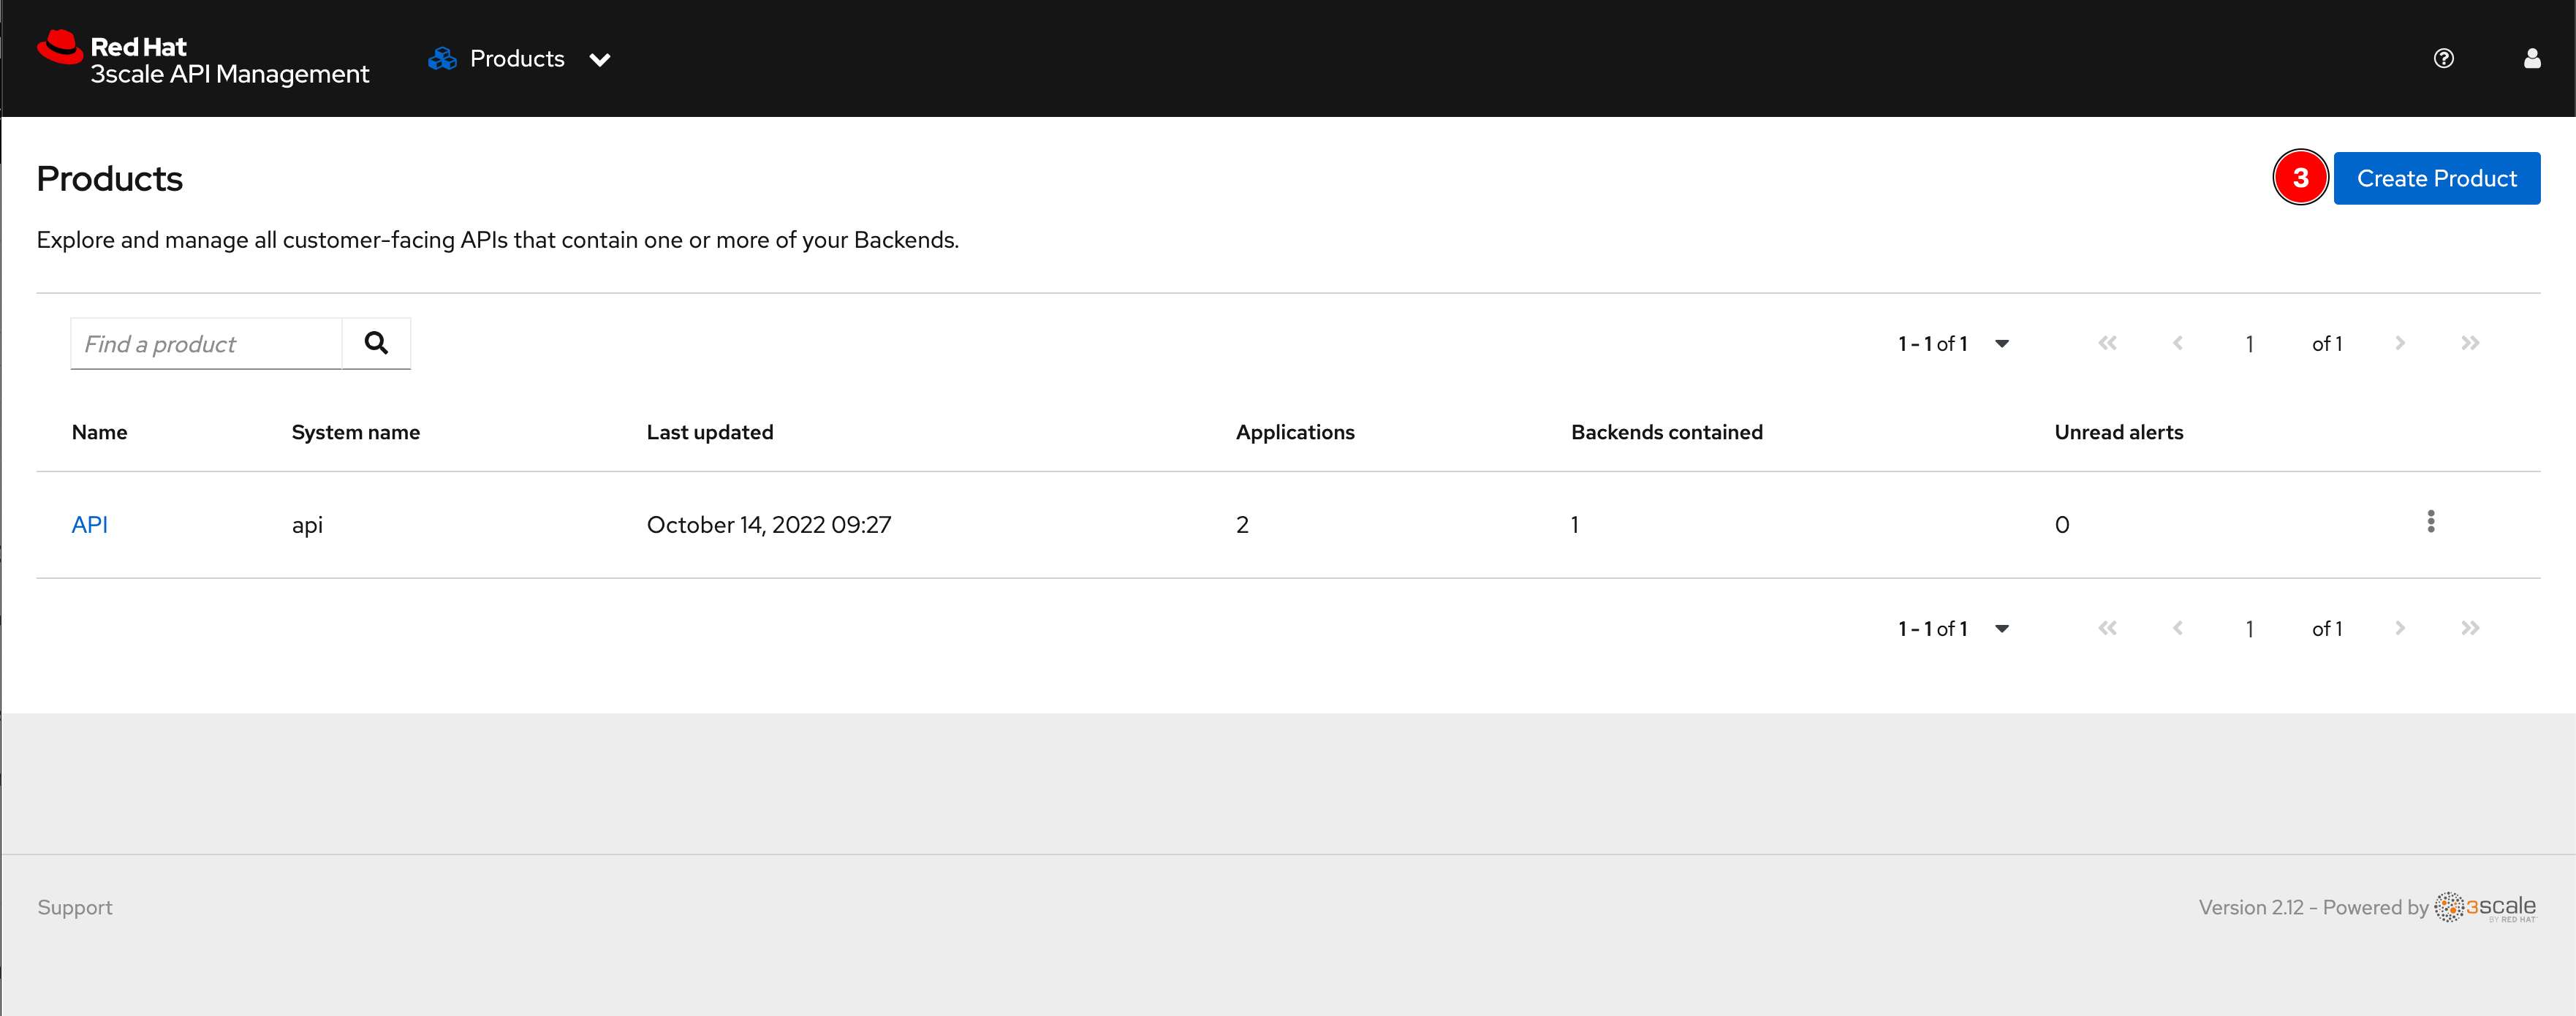 Red Hat
3scale API Management
Products
Products
3
Create Product
Explore and manage all customer-facing APIs that contain one or more of your Backends.
Find a product
1 - 1 of 1
1
of 1
Name System name Last updated Applications Backends contained Unread alerts
API api October 14, 2022 09:27 2 1 0
1 - 1 of 1
1
of 1
Support
Version 2.12 - Powered by 3scale
BY RED HAT